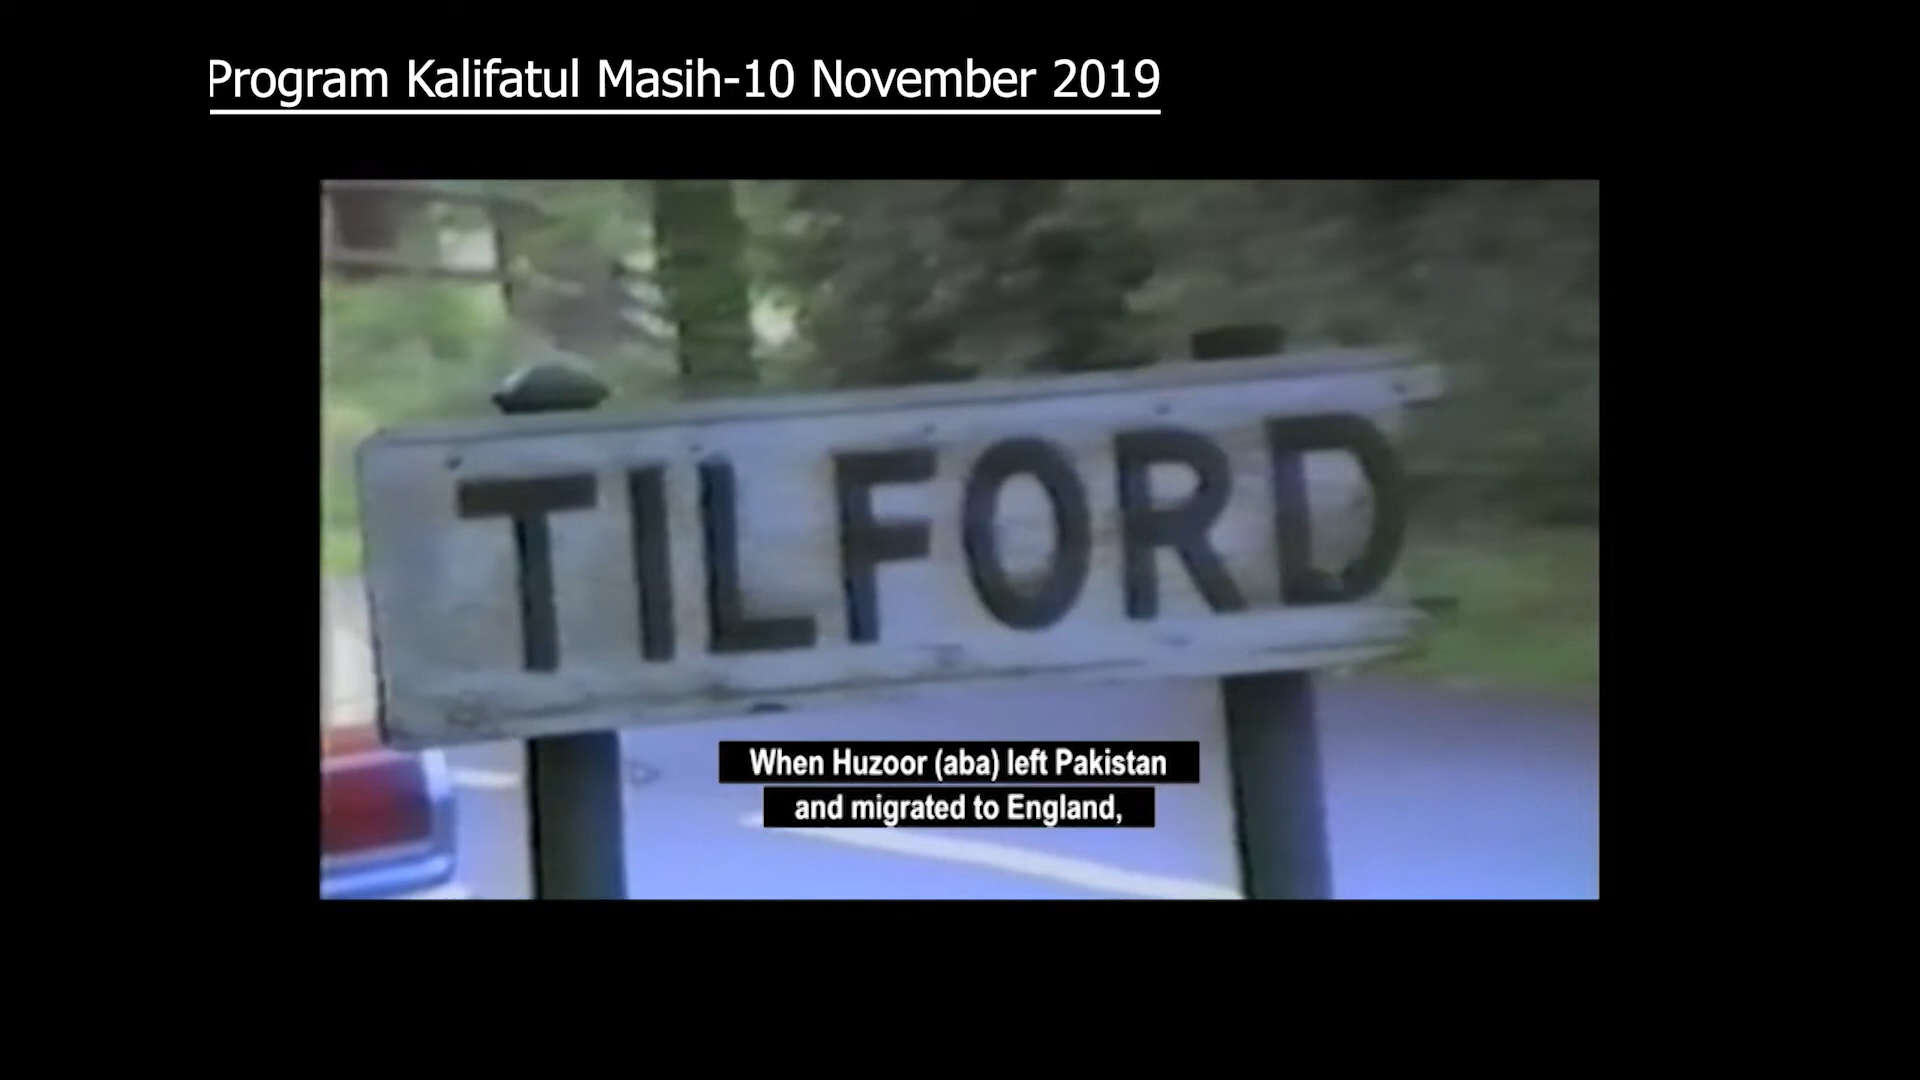 Program Kalifatul Masih-10 November 2019
TILFORD
When Huzoor (aba) left Pakistan
and migrated to England,